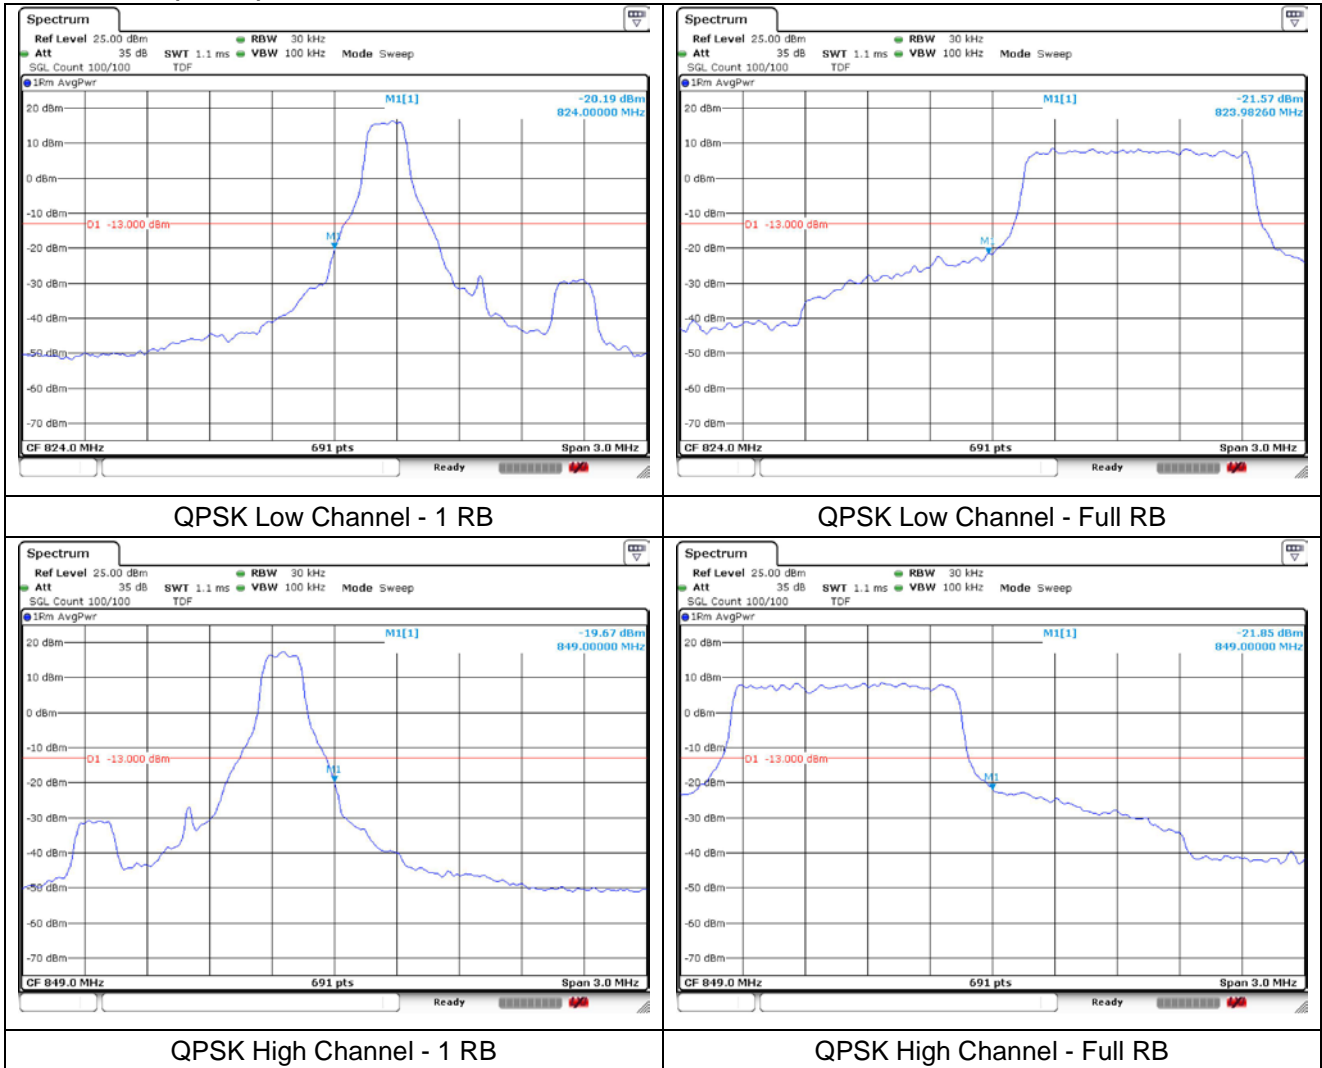 Spectrum
Ref Level 25.00 dBm RBW 30 kHz
Att 35 dB SWT 1.1 ms VBW 100 kHz Mode Sweep
SGL Count 100/100 TDF
1Rm AvgPwr
M1[1] -20.19 dBm
824.00000 MHz
20 dBm
10 dBm
0 dBm
-10 dBm
D1 -13.000 dBm
M1
-20 dBm
-30 dBm
-40 dBm
-50 dBm
-60 dBm
-70 dBm
CF 824.0 MHz 691 pts Span 3.0 MHz
Ready
QPSK Low Channel - 1 RB
Spectrum
Ref Level 25.00 dBm RBW 30 kHz
Att 35 dB SWT 1.1 ms VBW 100 kHz Mode Sweep
SGL Count 100/100 TDF
1Rm AvgPwr
M1[1] -21.57 dBm
823.98260 MHz
20 dBm
10 dBm
0 dBm
-10 dBm
D1 -13.000 dBm
M1
-20 dBm
-30 dBm
-40 dBm
-50 dBm
-60 dBm
-70 dBm
CF 824.0 MHz 691 pts Span 3.0 MHz
Ready
QPSK Low Channel - Full RB
Spectrum
Ref Level 25.00 dBm RBW 30 kHz
Att 35 dB SWT 1.1 ms VBW 100 kHz Mode Sweep
SGL Count 100/100 TDF
1Rm AvgPwr
M1[1] -19.67 dBm
849.00000 MHz
20 dBm
10 dBm
0 dBm
-10 dBm
D1 -13.000 dBm
M1
-20 dBm
-30 dBm
-40 dBm
-50 dBm
-60 dBm
-70 dBm
CF 849.0 MHz 691 pts Span 3.0 MHz
Ready
QPSK High Channel - 1 RB
Spectrum
Ref Level 25.00 dBm RBW 30 kHz
Att 35 dB SWT 1.1 ms VBW 100 kHz Mode Sweep
SGL Count 100/100 TDF
1Rm AvgPwr
M1[1] -21.85 dBm
849.00000 MHz
20 dBm
10 dBm
0 dBm
-10 dBm
D1 -13.000 dBm
M1
-20 dBm
-30 dBm
-40 dBm
-50 dBm
-60 dBm
-70 dBm
CF 849.0 MHz 691 pts Span 3.0 MHz
Ready
QPSK High Channel - Full RB